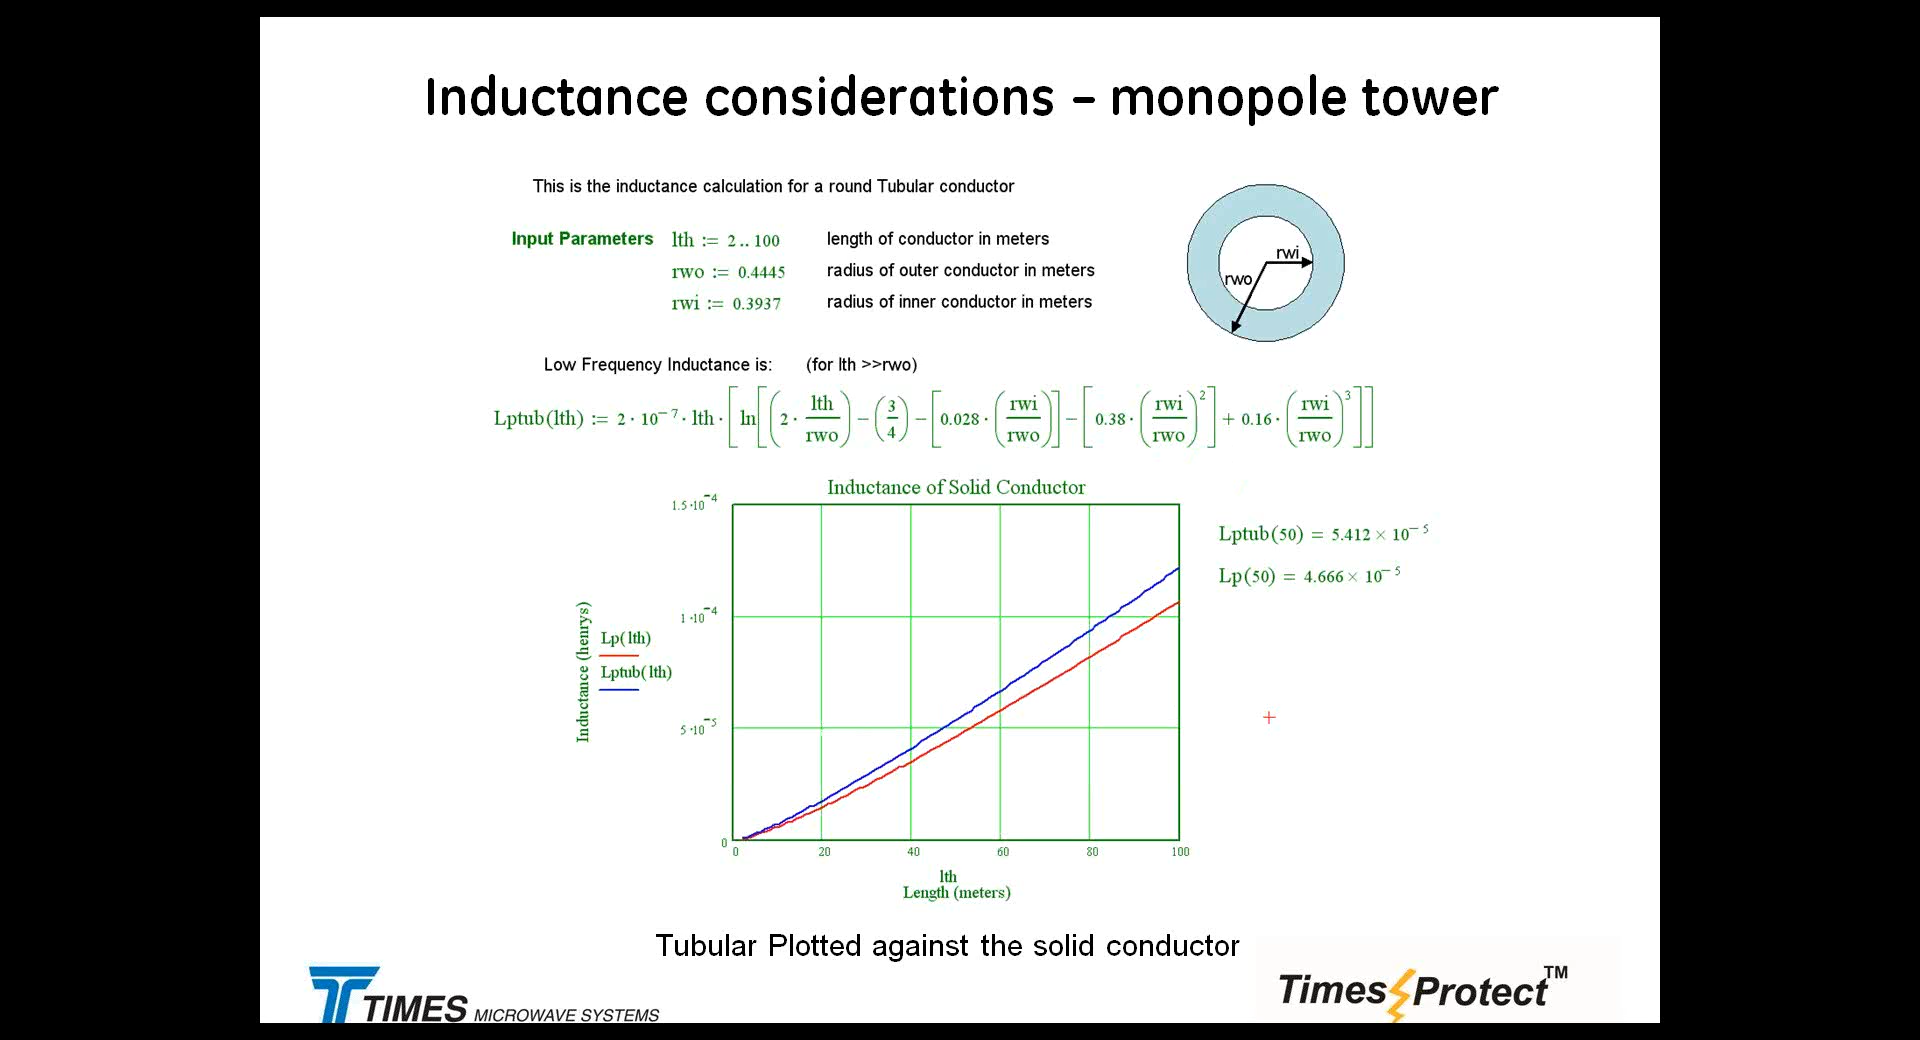 Inductance considerations – monopole tower
This is the inductance calculation for a round Tubular conductor
Input Parameters lth := 2 .. 100 length of conductor in meters
rwo := 0.4445 radius of outer conductor in meters
rwi := 0.3937 radius of inner conductor in meters
rwi
rwo
Low Frequency Inductance is: (for lth >>rwo)
Lptub(lth) := 2 · 10⁻⁷ · lth · [ln[(2 · lth/rwo) − (3/4) − [0.028 · (rwi/rwo)] − [0.38 · (rwi/rwo)²] + 0.16 · (rwi/rwo)³]]
Inductance of Solid Conductor
1.5·10⁻⁴
1·10⁻⁴
5·10⁻⁵
0
Inductance (henrys)
Lp(lth)
Lptub(lth)
0 20 40 60 80 100
lth
Length (meters)
Lptub(50) = 5.412 × 10⁻⁵
Lp(50) = 4.666 × 10⁻⁵
Tubular Plotted against the solid conductor
TIMES MICROWAVE SYSTEMS
Times Protect™